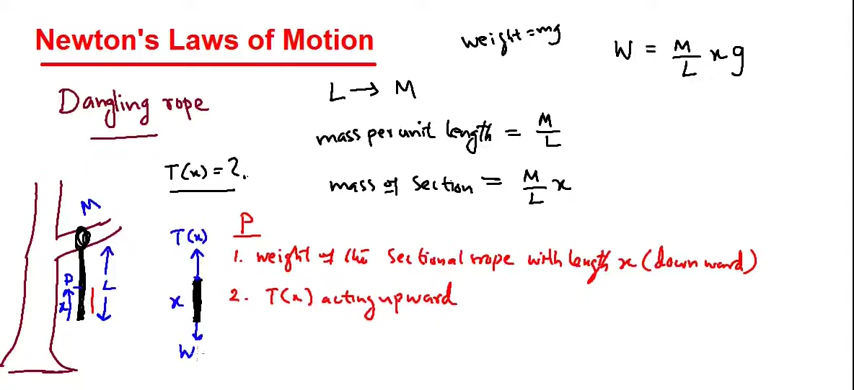 Newton's Laws of Motion
weight = mg
W = M/L x g
Dangling rope
L → M
mass per unit length = M/L
T(x) = ?.
mass of section = M/L x
M
P
L
x
T(x)
x
W
P
1. weight of the sectional rope with length x (downward)
2. T(x) acting upward